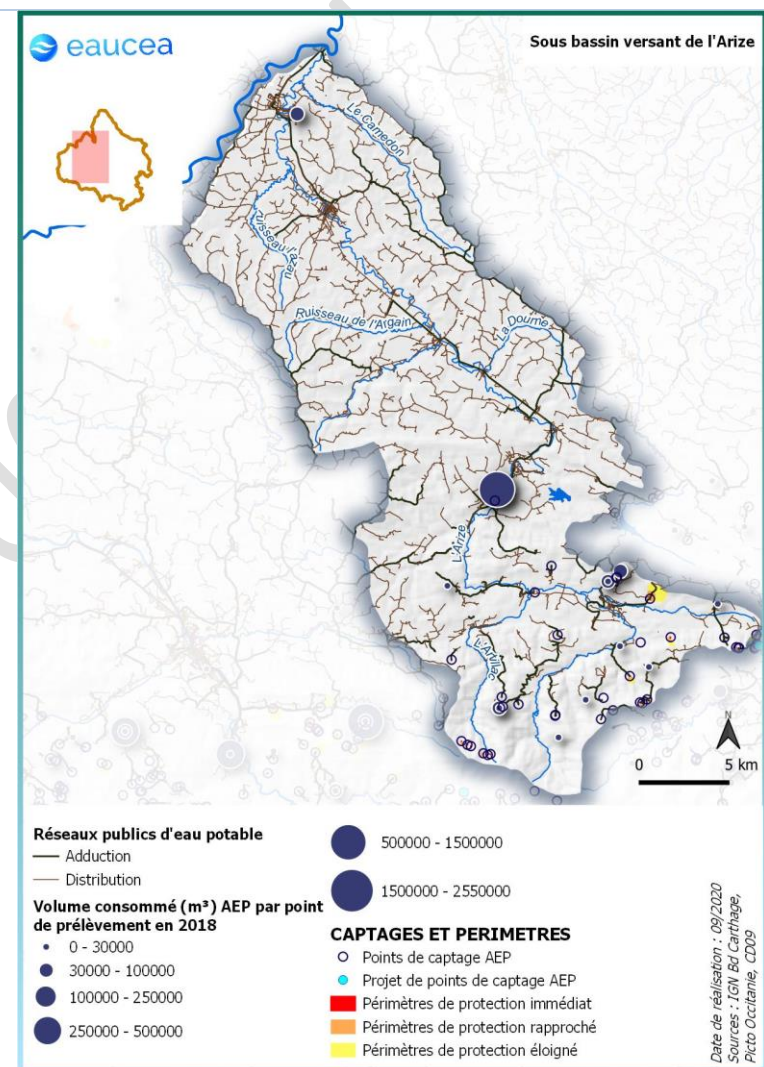 eaucea
Sous bassin versant de l'Arize
Le Camedon
Ruisseau de l'Argain
La Dourne
L'Arize
L'Arvilac
N
0 5 km
Réseaux publics d'eau potable
Adduction
Distribution
Volume consommé (m³) AEP par point
de prélèvement en 2018
0 - 30000
30000 - 100000
100000 - 250000
250000 - 500000
500000 - 1500000
1500000 - 2550000
CAPTAGES ET PERIMETRES
Points de captage AEP
Projet de points de captage AEP
Périmètres de protection immédiat
Périmètres de protection rapproché
Périmètres de protection éloigné
Date de réalisation : 09/2020
Sources : IGN Bd Carthage,
Picto Occitanie, CD09